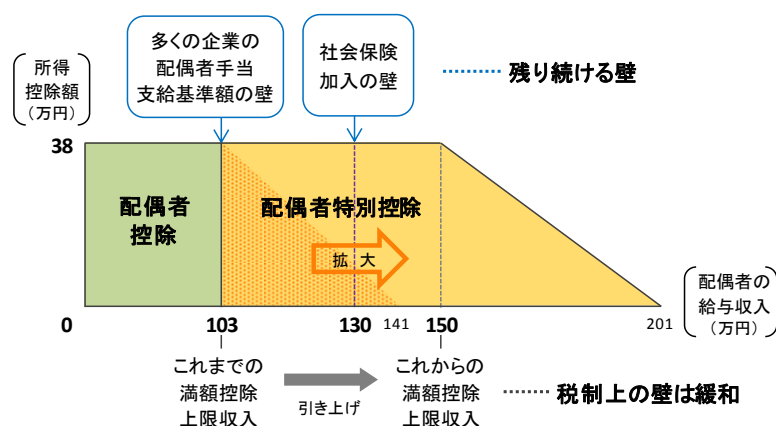 多くの企業の
配偶者手当
支給基準額の壁
社会保険
加入の壁
残り続ける壁
所得
控除額
(万円)
38
配偶者
控除
配偶者特別控除
拡 大
配偶者の
給与収入
(万円)
0
103
130
141
150
201
これまでの
満額控除
上限収入
引き上げ
これからの
満額控除
上限収入
税制上の壁は緩和